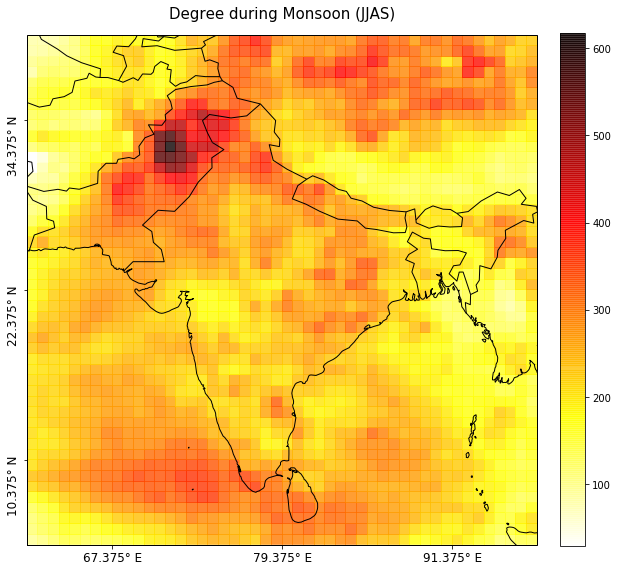 Degree during Monsoon (JJAS)
600
500
400
300
200
100
34.375° N
22.375° N
10.375° N
67.375° E
79.375° E
91.375° E